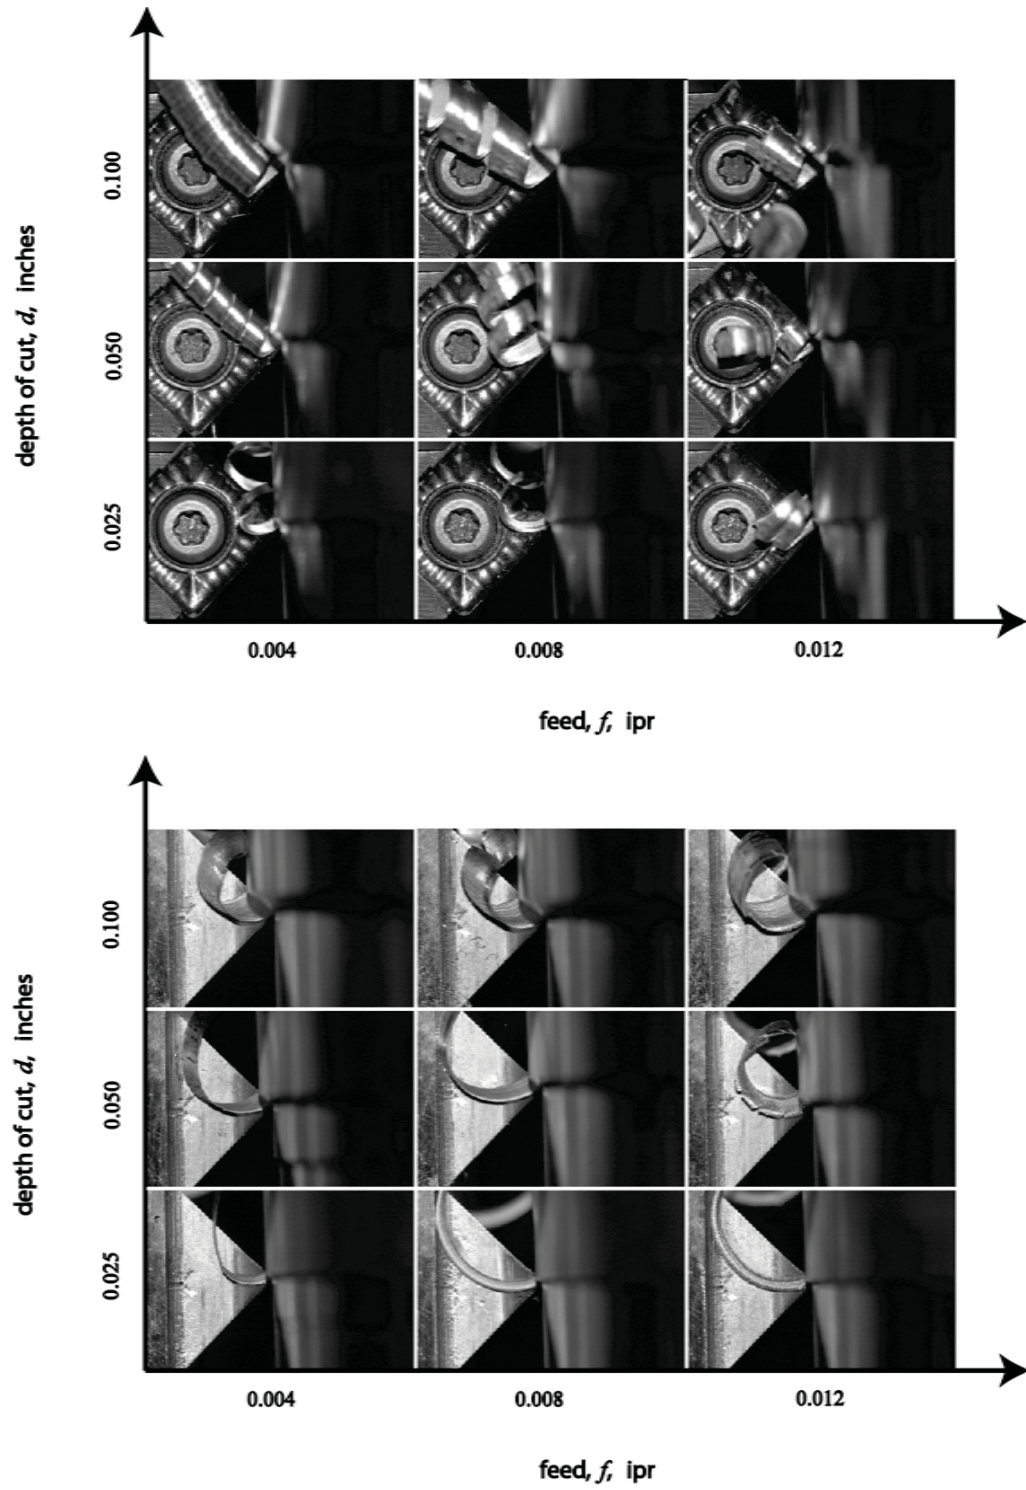 depth of cut, d, inches
0.100
0.050
0.025
0.004 0.008 0.012
feed, f, ipr
depth of cut, d, inches
0.100
0.050
0.025
0.004 0.008 0.012
feed, f, ipr